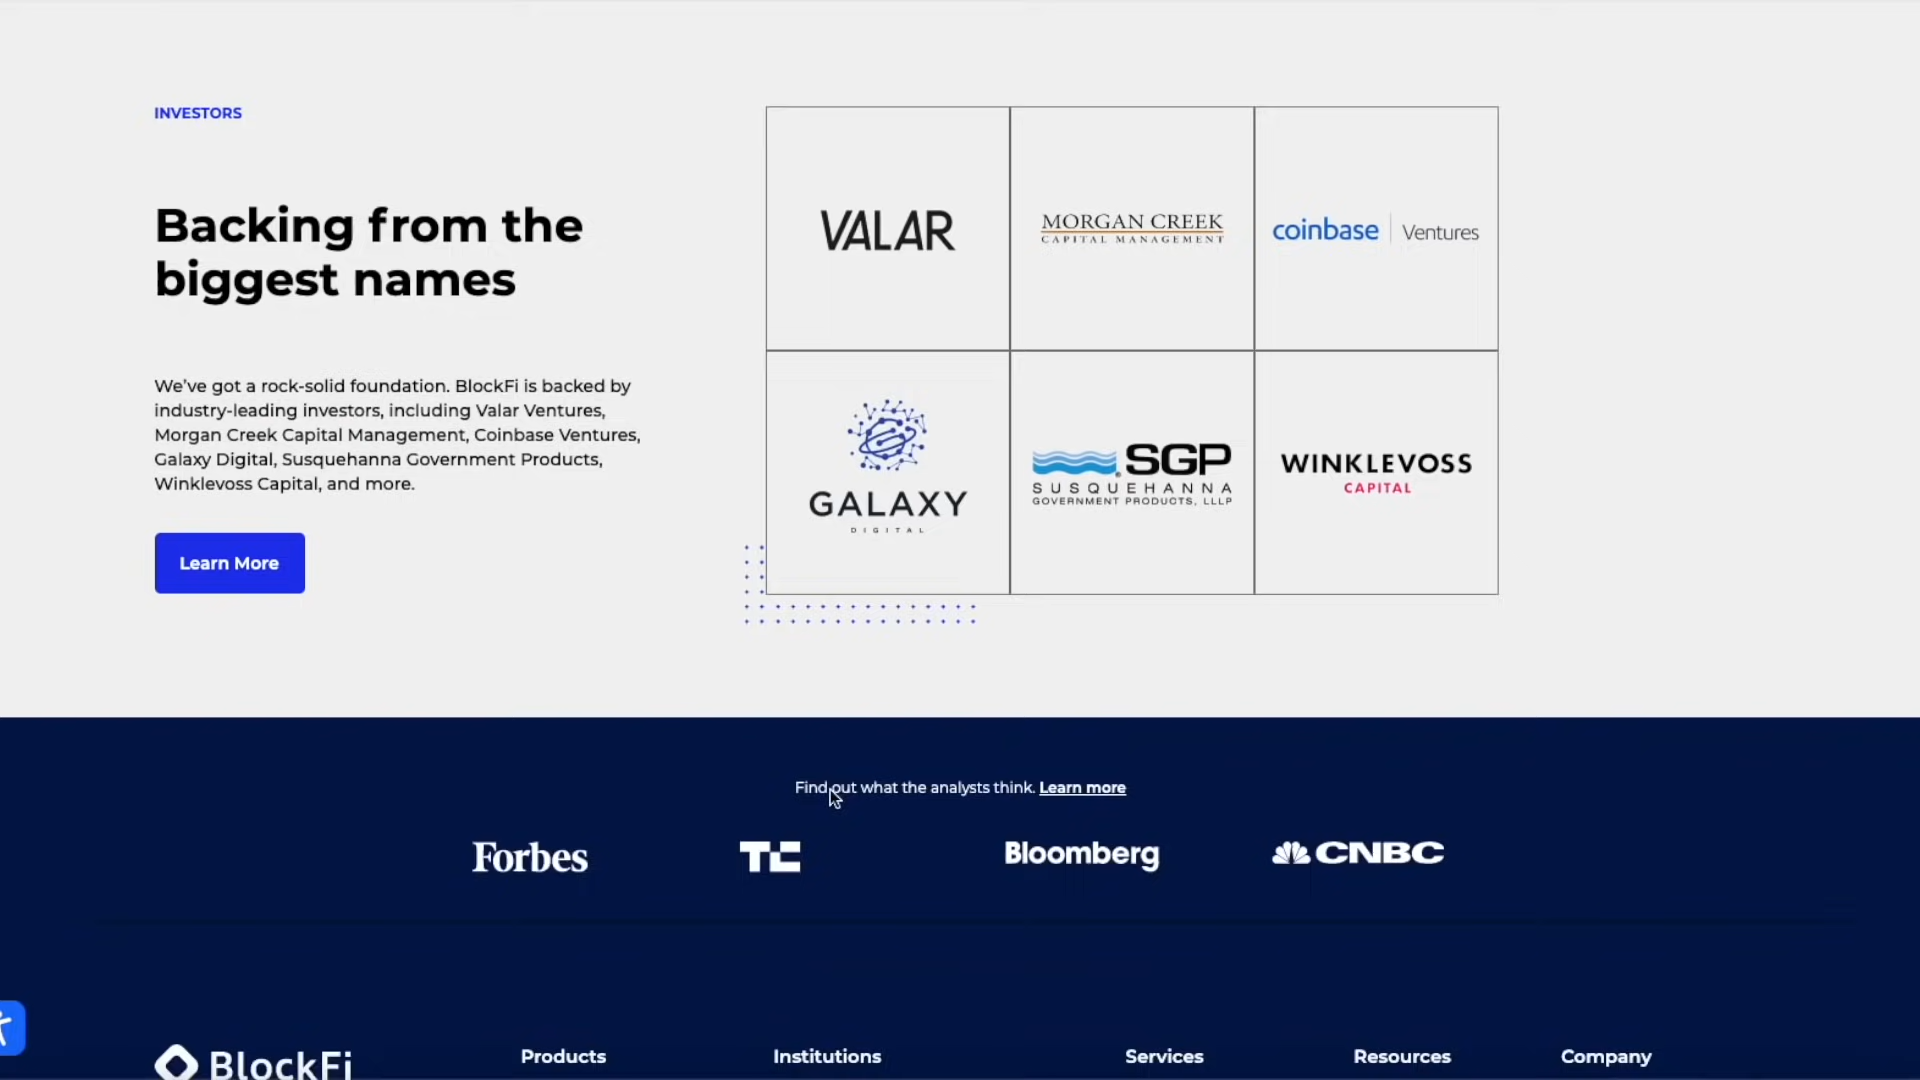 INVESTORS
Backing from the
biggest names
We've got a rock-solid foundation. BlockFi is backed by
industry-leading investors, including Valar Ventures,
Morgan Creek Capital Management, Coinbase Ventures,
Galaxy Digital, Susquehanna Government Products,
Winklevoss Capital, and more.
Learn More
VALAR
MORGAN CREEK
CAPITAL MANAGEMENT
coinbase | Ventures
GALAXY
DIGITAL
SGP
SUSQUEHANNA
GOVERNMENT PRODUCTS, LLLP
WINKLEVOSS
CAPITAL
Find out what the analysts think. Learn more
Forbes
TC
Bloomberg
CNBC
BlockFi
Products
Institutions
Services
Resources
Company